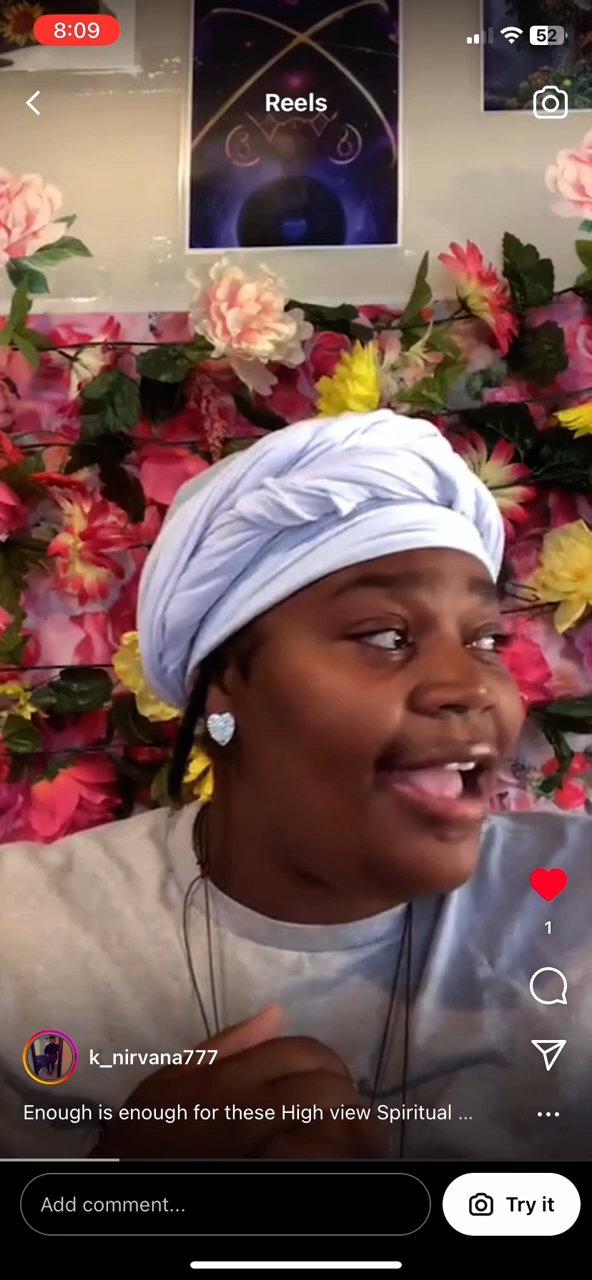 8:09
52
Reels
1
k_nirvana777
Enough is enough for these High view Spiritual ...
Add comment...
Try it